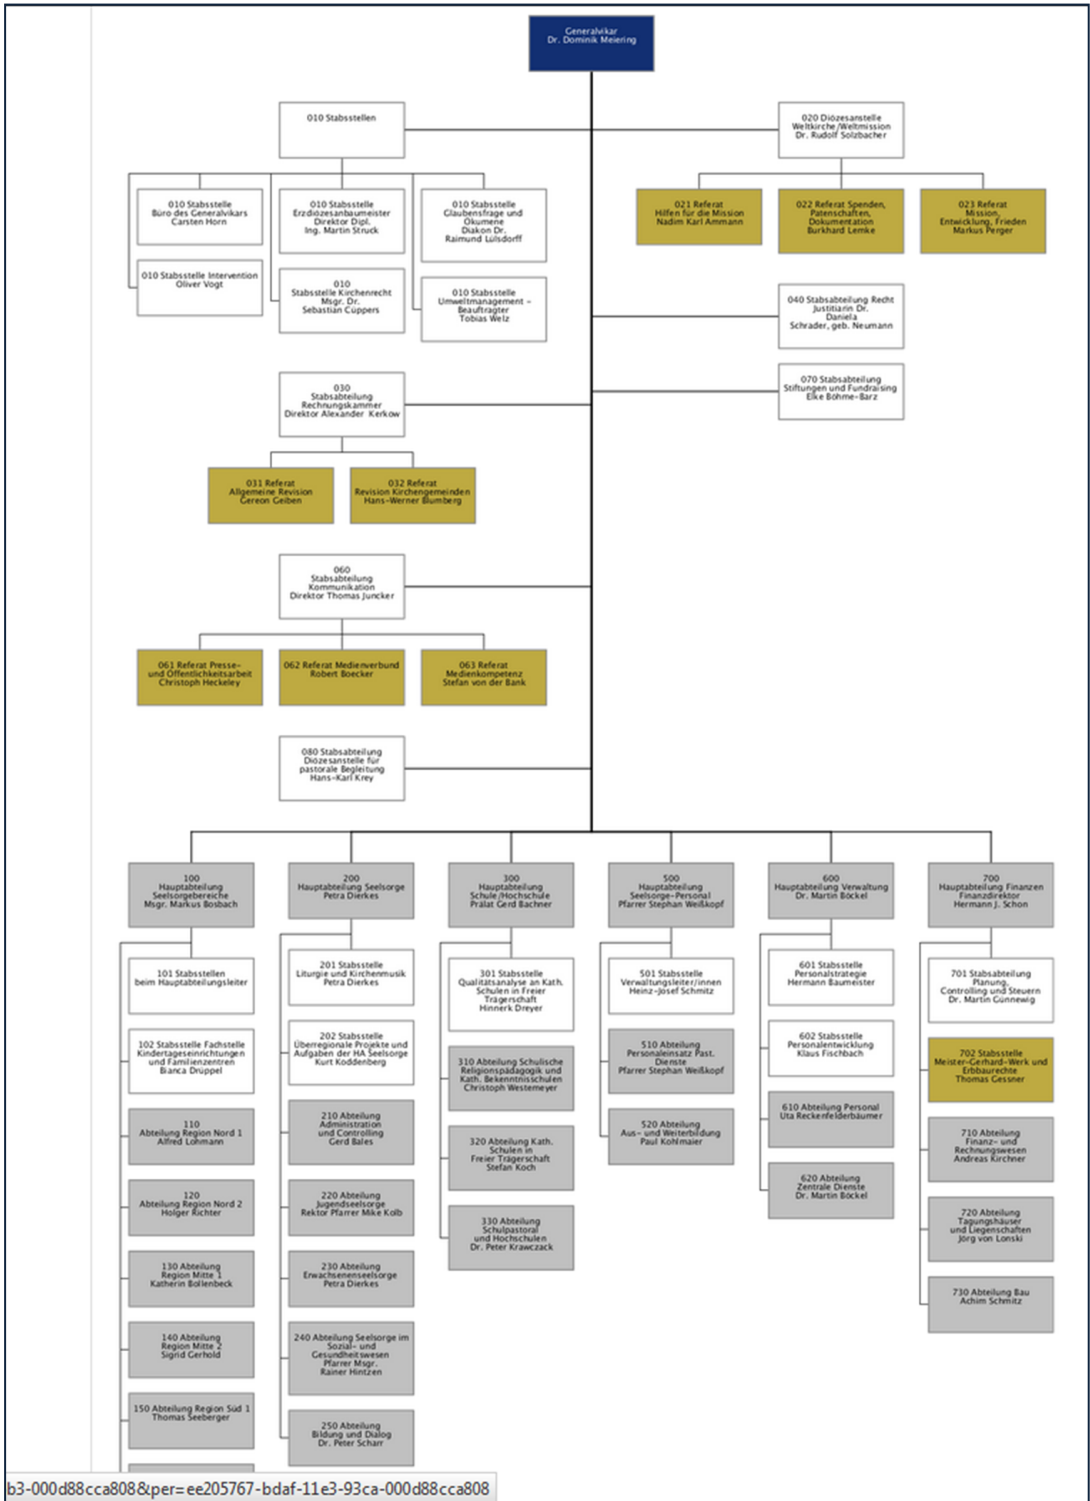 Generalvikar
Dr. Dominik Meiering
010 Stabsstellen
020 Diözesanstelle
Weltkirche/Weltmission
Dr. Rudolf Solzbacher
010 Stabsstelle
Büro des Generalvikars
Carsten Horn
010 Stabsstelle
Erzdiözesanbaumeister
Direktor Dipl.
Ing. Martin Struck
010 Stabsstelle
Glaubensfrage und
Ökumene
Diakon Dr.
Raimund Lülsdorff
021 Referat
Hilfen für die Mission
Nadim Karl Ammann
022 Referat Spenden,
Patenschaften,
Dokumentation
Burkhard Lemke
023 Referat
Mission,
Entwicklung, Frieden
Markus Perger
010 Stabsstelle Intervention
Oliver Vogt
010
Stabsstelle Kirchenrecht
Msgr. Dr.
Sebastian Cüppers
010 Stabsstelle
Umweltmanagement -
Beauftragter
Tobias Welz
040 Stabsabteilung Recht
Justitiarin Dr.
Daniela
Schrader, geb. Neumann
070 Stabsabteilung
Stiftungen und Fundraising
Elke Böhme-Barz
030
Stabsabteilung
Rechnungskammer
Direktor Alexander Kerkow
031 Referat
Allgemeine Revision
Gereon Geiben
032 Referat
Revision Kirchengemeinden
Hans-Werner Blumberg
060
Stabsabteilung
Kommunikation
Direktor Thomas Juncker
061 Referat Presse-
und Öffentlichkeitsarbeit
Christoph Heckeley
062 Referat Medienverbund
Robert Boecker
063 Referat
Medienkompetenz
Stefan von der Bank
080 Stabsabteilung
Diözesanstelle für
pastorale Begleitung
Hans-Karl Krey
100
Hauptabteilung
Seelsorgebereiche
Msgr. Markus Bosbach
200
Hauptabteilung Seelsorge
Petra Dierkes
300
Hauptabteilung
Schule/Hochschule
Prälat Gerd Bachner
500
Hauptabteilung
Seelsorge-Personal
Pfarrer Stephan Weißkopf
600
Hauptabteilung Verwaltung
Dr. Martin Böckel
700
Hauptabteilung Finanzen
Finanzdirektor
Hermann J. Schon
101 Stabsstellen
beim Hauptabteilungsleiter
102 Stabsstelle Fachstelle
Kindertageseinrichtungen
und Familienzentren
Bianca Drüppel
110
Abteilung Region Nord 1
Alfred Lohmann
120
Abteilung Region Nord 2
Holger Richter
130 Abteilung
Region Mitte 1
Katherin Bollenbeck
140 Abteilung
Region Mitte 2
Sigrid Gerhold
150 Abteilung Region Süd 1
Thomas Seeberger
201 Stabsstelle
Liturgie und Kirchenmusik
Petra Dierkes
202 Stabsstelle
Überregionale Projekte und
Aufgaben der HA Seelsorge
Kurt Koddenberg
210 Abteilung
Administration
und Controlling
Gerd Bales
220 Abteilung
Jugendseelsorge
Rektor Pfarrer Mike Kolb
230 Abteilung
Erwachsenenseelsorge
Petra Dierkes
240 Abteilung Seelsorge im
Sozial- und
Gesundheitswesen
Pfarrer Msgr.
Rainer Hintzen
250 Abteilung
Bildung und Dialog
Dr. Peter Scharr
301 Stabsstelle
Qualitätsanalyse an Kath.
Schulen in Freier
Trägerschaft
Hinnerk Dreyer
310 Abteilung Schulische
Religionspädagogik und
Kath. Bekenntnisschulen
Christoph Westemeyer
320 Abteilung Kath.
Schulen in
Freier Trägerschaft
Stefan Koch
330 Abteilung
Schulpastoral
und Hochschulen
Dr. Peter Krawczack
501 Stabsstelle
Verwaltungsleiter/innen
Heinz-Josef Schmitz
510 Abteilung
Personaleinsatz Past.
Dienste
Pfarrer Stephan Weißkopf
520 Abteilung
Aus- und Weiterbildung
Paul Kohlmaier
601 Stabsstelle
Personalstrategie
Hermann Baumeister
602 Stabsstelle
Personalentwicklung
Klaus Fischbach
610 Abteilung Personal
Uta Reckenfelderbäumer
620 Abteilung
Zentrale Dienste
Dr. Martin Böckel
701 Stabsabteilung
Planung,
Controlling und Steuern
Dr. Martin Günnewig
702 Stabsstelle
Meister-Gerhard-Werk und
Erbbaurechte
Thomas Gessner
710 Abteilung
Finanz- und
Rechnungswesen
Andreas Kirchner
720 Abteilung
Tagungshäuser
und Liegenschaften
Jörg von Lonski
730 Abteilung Bau
Achim Schmitz
b3-000d88cca808&per=ee205767-bdaf-11e3-93ca-000d88cca808